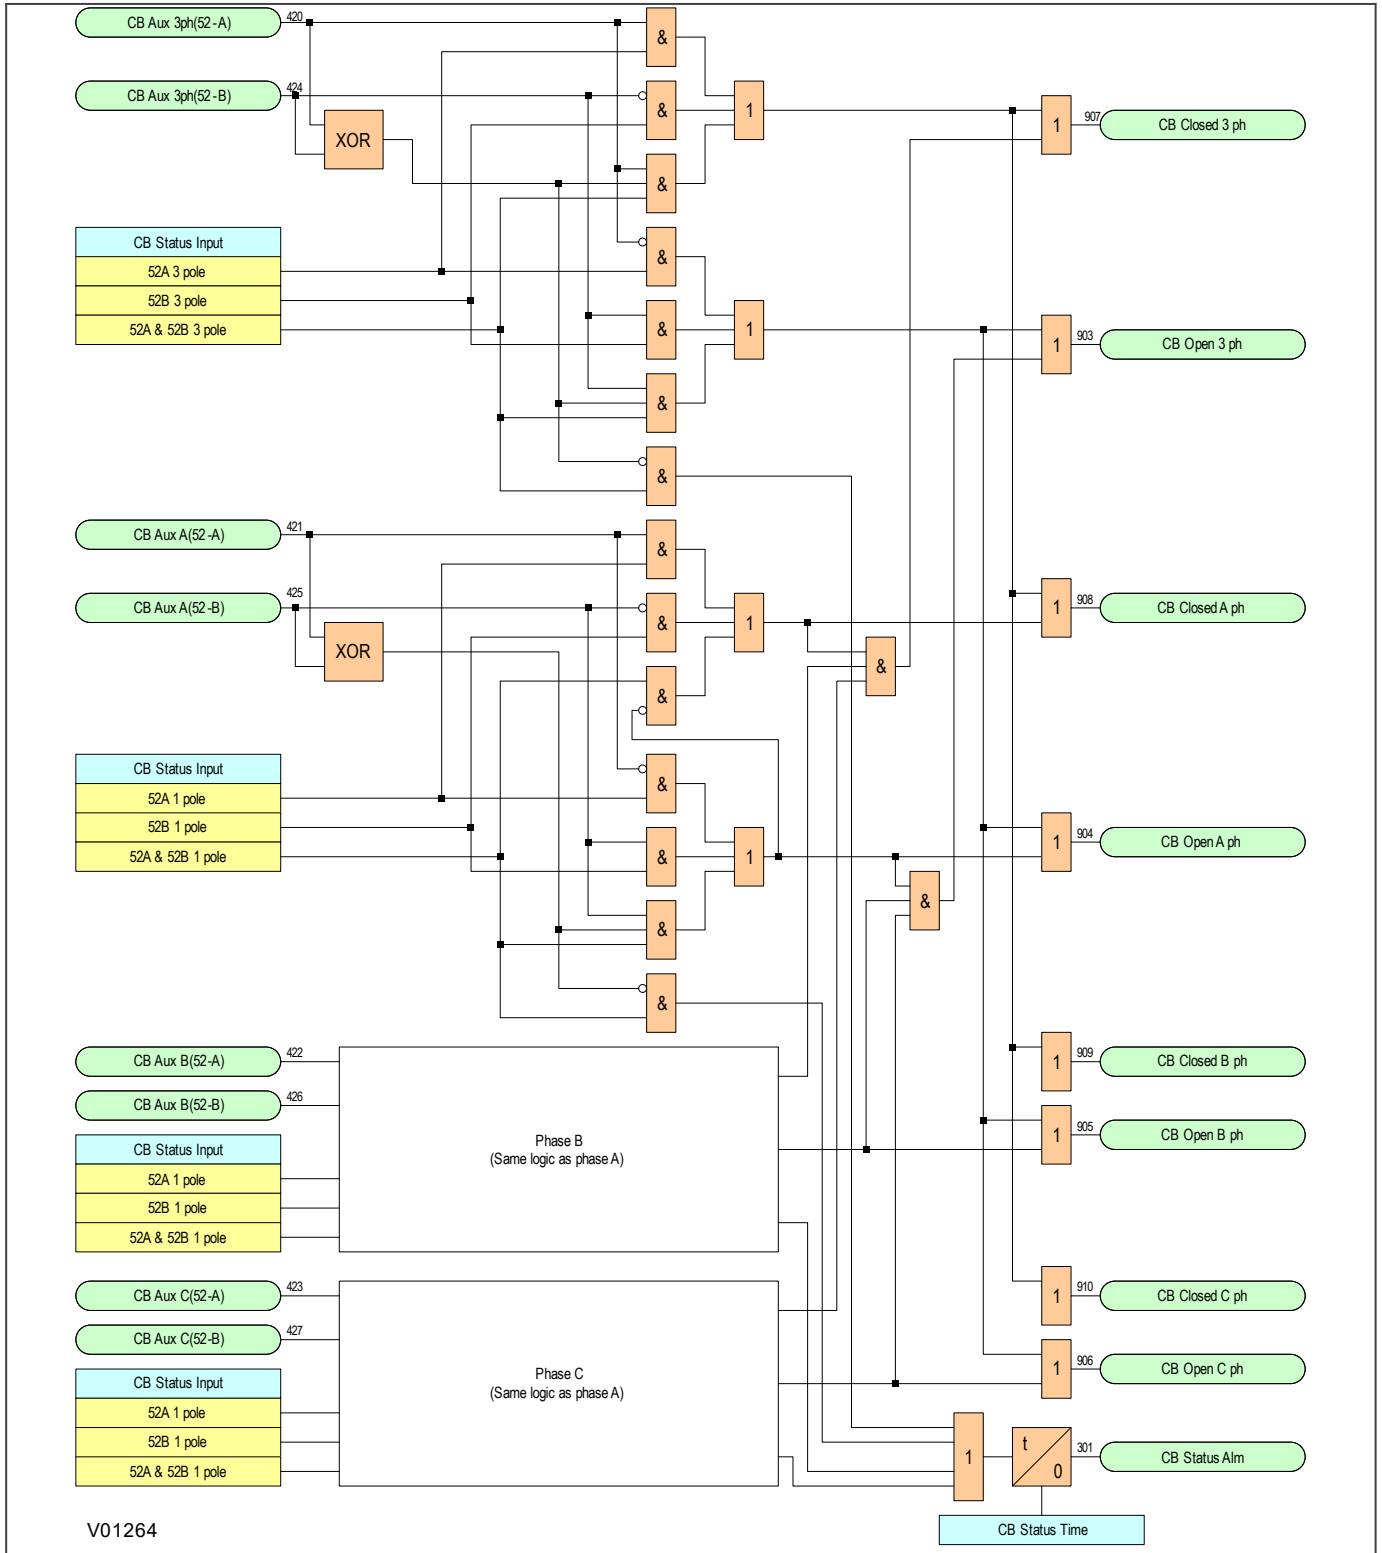 CB Aux 3ph(52-A)
420
&
CB Aux 3ph(52-B)
424
&
1
1
907
CB Closed 3 ph
XOR
&
CB Status Input
52A 3 pole
52B 3 pole
52A & 52B 3 pole
&
&
1
1
903
CB Open 3 ph
&
&
CB Aux A(52-A)
421
&
CB Aux A(52-B)
425
&
1
1
908
CB Closed A ph
XOR
&
&
CB Status Input
52A 1 pole
52B 1 pole
52A & 52B 1 pole
&
&
1
1
904
CB Open A ph
&
&
&
CB Aux B(52-A)
422
1
909
CB Closed B ph
CB Aux B(52-B)
426
1
905
CB Open B ph
CB Status Input
52A 1 pole
52B 1 pole
52A & 52B 1 pole
Phase B
(Same logic as phase A)
CB Aux C(52-A)
423
1
910
CB Closed C ph
CB Aux C(52-B)
427
1
906
CB Open C ph
CB Status Input
52A 1 pole
52B 1 pole
52A & 52B 1 pole
Phase C
(Same logic as phase A)
1
t
0
301
CB Status Alm
CB Status Time
V01264